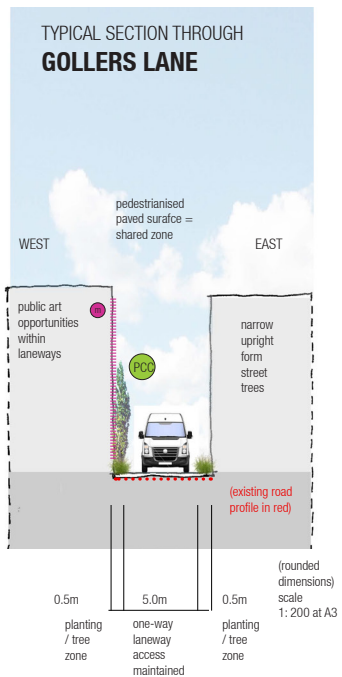 TYPICAL SECTION THROUGH
GOLLERS LANE
pedestrianised
paved surafce =
shared zone
WEST
EAST
public art
opportunities
within
laneways
m
PCC
narrow
upright
form
street
trees
(existing road
profile in red)
(rounded
dimensions)
scale
1: 200 at A3
0.5m
5.0m
0.5m
planting
/ tree
zone
one-way
laneway
access
maintained
planting
/ tree
zone